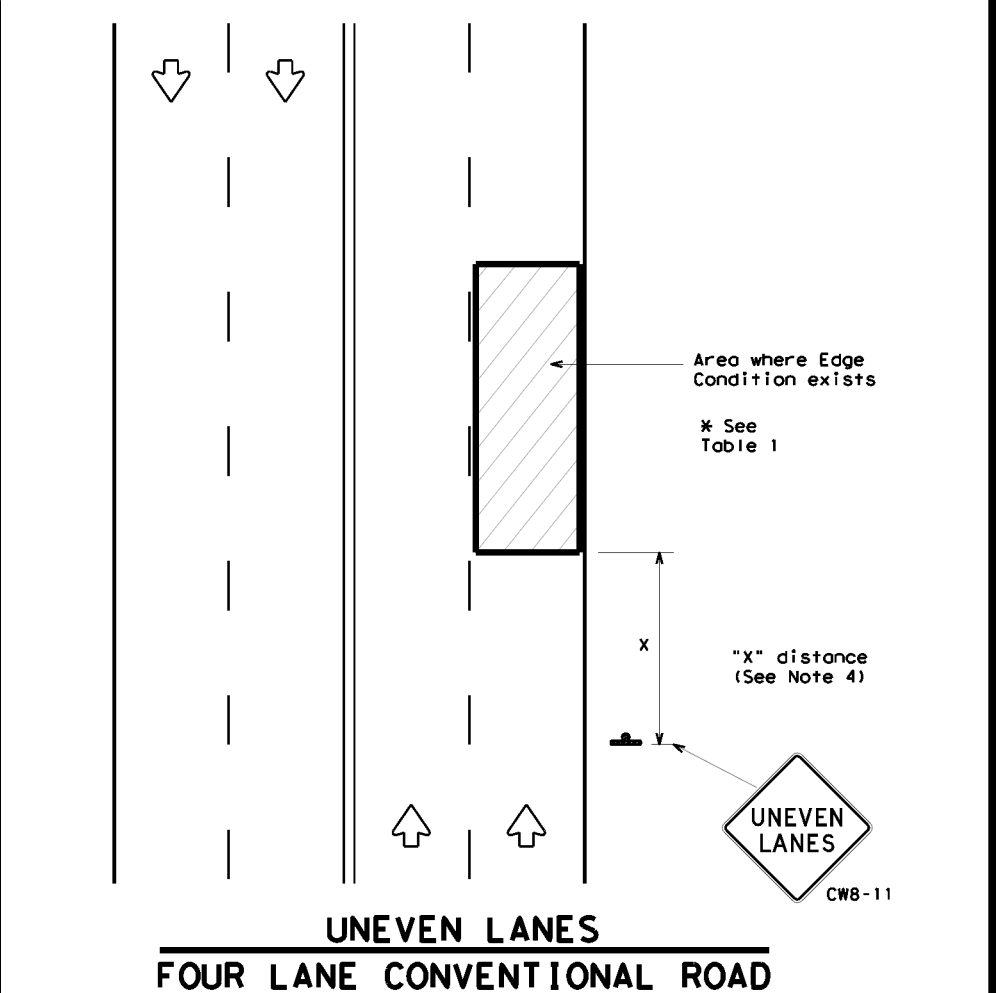 Area where Edge
Condition exists
* See
Table 1
X
"X" distance
(See Note 4)
UNEVEN
LANES
CW8-11
UNEVEN LANES
FOUR LANE CONVENTIONAL ROAD